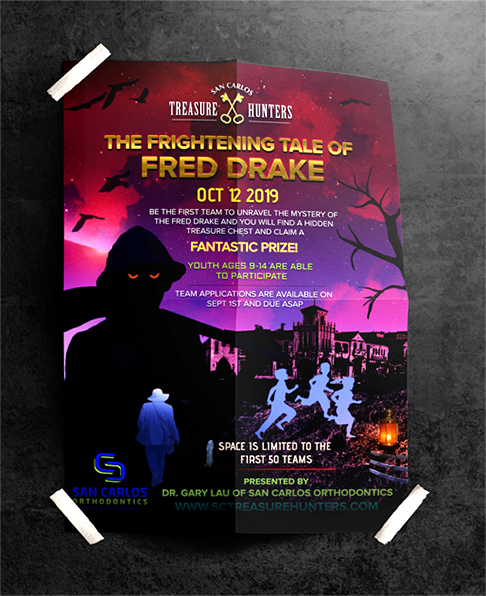 SAN CARLOS
TREASURE HUNTERS
THE FRIGHTENING TALE OF
FRED DRAKE
OCT 12 2019
BE THE FIRST TEAM TO UNRAVEL THE MYSTERY OF
THE FRED DRAKE AND YOU WILL FIND A HIDDEN
TREASURE CHEST AND CLAIM A
FANTASTIC PRIZE!
YOUTH AGES 9-14 ARE ABLE
TO PARTICIPATE
TEAM APPLICATIONS ARE AVAILABLE ON
SEPT 1ST AND DUE ASAP
SPACE IS LIMITED TO THE
FIRST 50 TEAMS
SAN CARLOS
ORTHODONTICS
PRESENTED BY
DR. GARY LAU OF SAN CARLOS ORTHODONTICS
WWW.SCTREASUREHUNTERS.COM